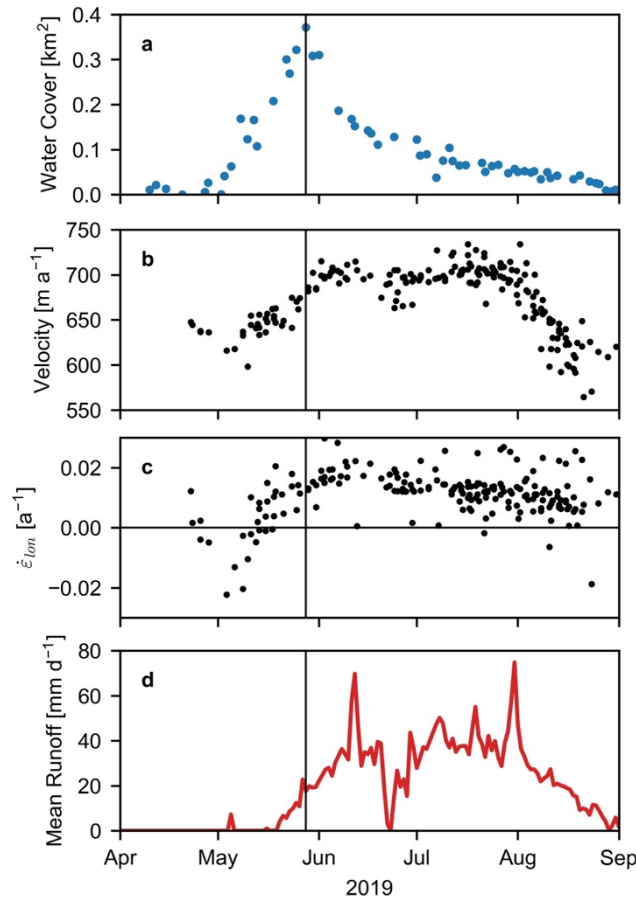 a
Water Cover [km²]
0.4
0.3
0.2
0.1
0.0
b
Velocity [m a⁻¹]
750
700
650
600
550
c
ε̇lon [a⁻¹]
0.02
0.00
−0.02
d
Mean Runoff [mm d⁻¹]
80
60
40
20
0
Apr May Jun Jul Aug Sep
2019